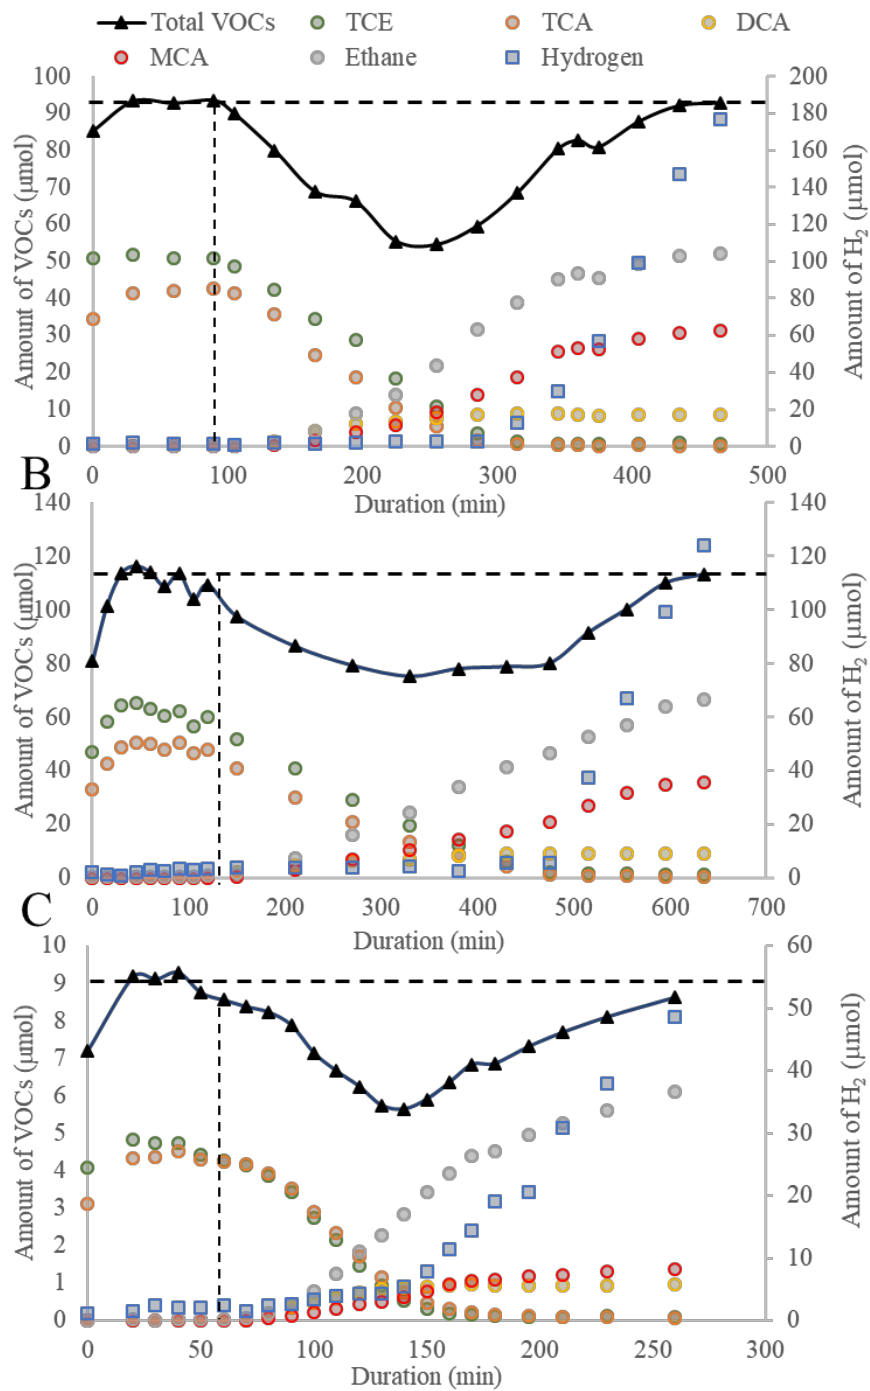 Total VOCs TCE TCA DCA
MCA Ethane Hydrogen
100 90 80 70 60 50 40 30 20 10 0
Amount of VOCs (μmol)
200 180 160 140 120 100 80 60 40 20 0
Amount of H2 (μmol)
0 100 200 300 400 500
Duration (min)
B
140 120 100 80 60 40 20 0
Amount of VOCs (μmol)
140 120 100 80 60 40 20 0
Amount of H2 (μmol)
0 100 200 300 400 500 600 700
Duration (min)
C
10 9 8 7 6 5 4 3 2 1 0
Amount of VOCs (μmol)
60 50 40 30 20 10 0
Amount of H2 (μmol)
0 50 100 150 200 250 300
Duration (min)